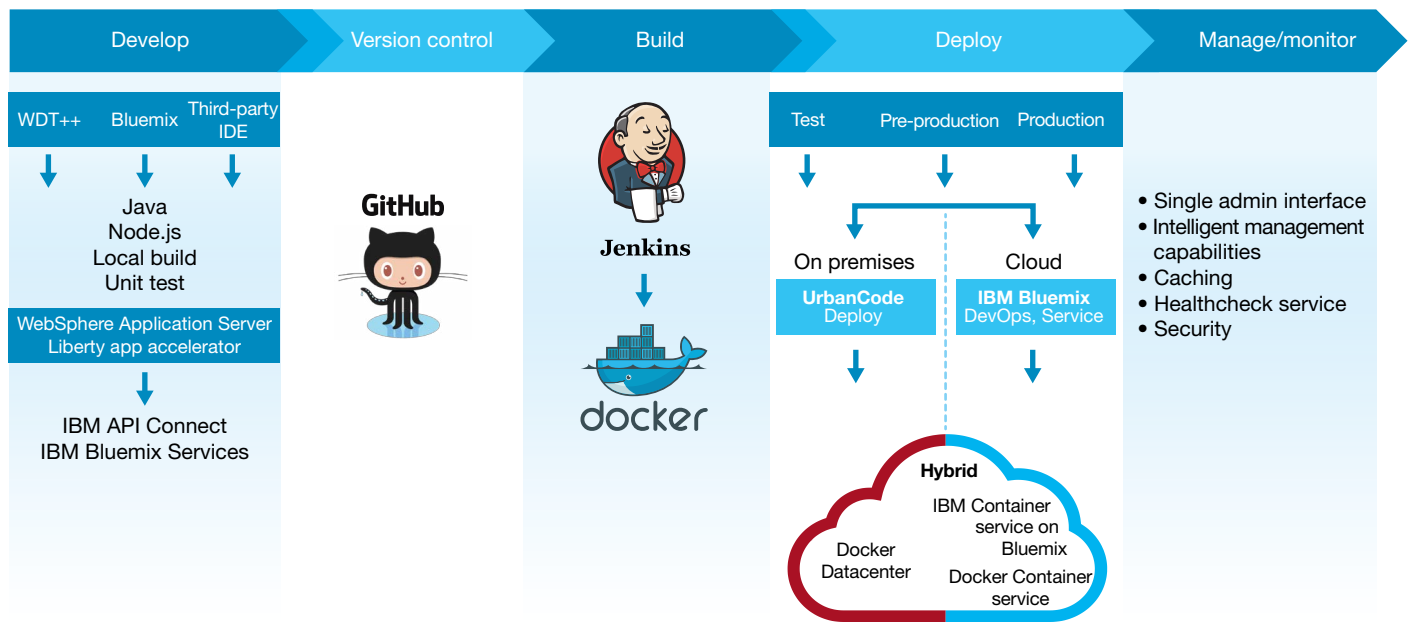 Develop
Version control
Build
Deploy
Manage/monitor
WDT++
Bluemix
Third-party
IDE
Java
Node.js
Local build
Unit test
WebSphere Application Server
Liberty app accelerator
IBM API Connect
IBM Bluemix Services
GitHub
Jenkins
docker
Test
Pre-production
Production
On premises
UrbanCode
Deploy
Cloud
IBM Bluemix
DevOps, Service
Hybrid
Docker
Datacenter
IBM Container
service on
Bluemix
Docker Container
service
• Single admin interface
• Intelligent management
capabilities
• Caching
• Healthcheck service
• Security